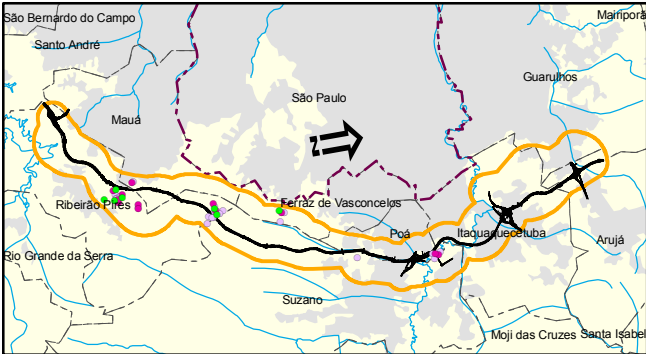 São Bernardo do Campo
Mairiporã
Santo André
Guarulhos
São Paulo
Mauá
N
Ribeirão Pires
Ferraz de Vasconcelos
Poá
Itaquaquecetuba
Arujá
Rio Grande da Serra
Suzano
Moji das Cruzes
Santa Isabel